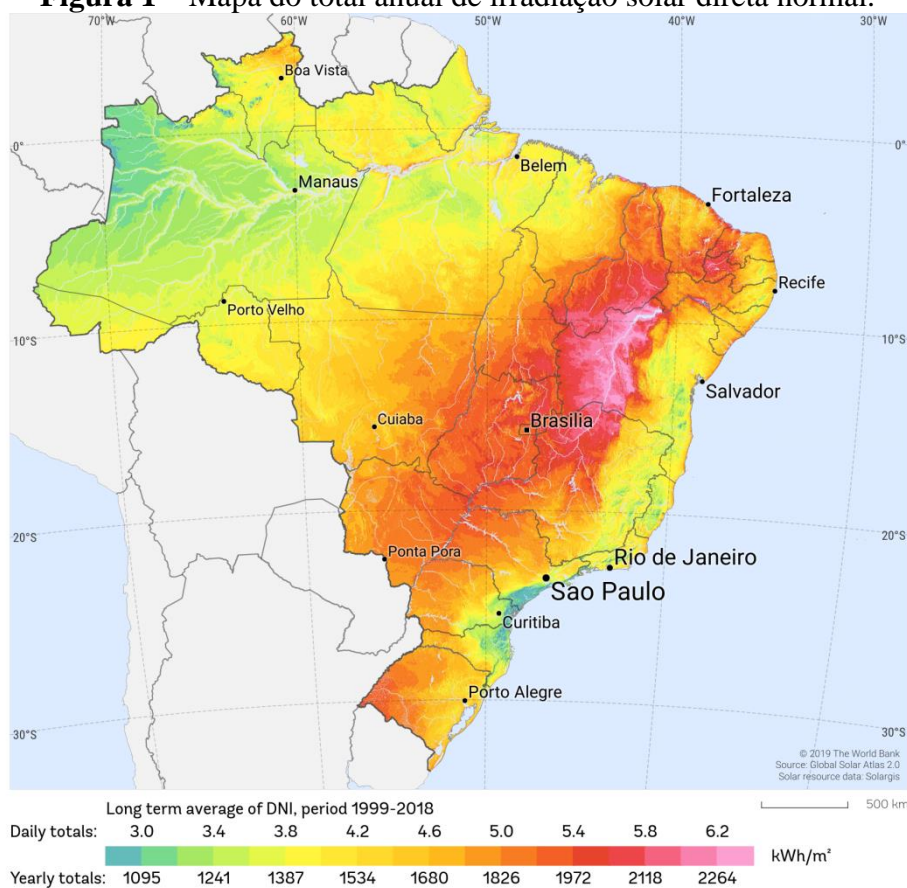 Figura 1 – Mapa do total anual de irradiação solar direta normal.
70°W 60°W 50°W 40°W
Boa Vista
0° 0°
Belem
Manaus
Fortaleza
Recife
Porto Velho
10°S 10°S
Salvador
Cuiaba
Brasilia
20°S 20°S
Ponta Pora
Rio de Janeiro
Sao Paulo
Curitiba
Porto Alegre
30°S 30°S
© 2019 The World Bank
Source: Global Solar Atlas 2.0
Solar resource data: Solargis
Long term average of DNI, period 1999-2018
500 km
Daily totals: 3.0 3.4 3.8 4.2 4.6 5.0 5.4 5.8 6.2
kWh/m²
Yearly totals: 1095 1241 1387 1534 1680 1826 1972 2118 2264